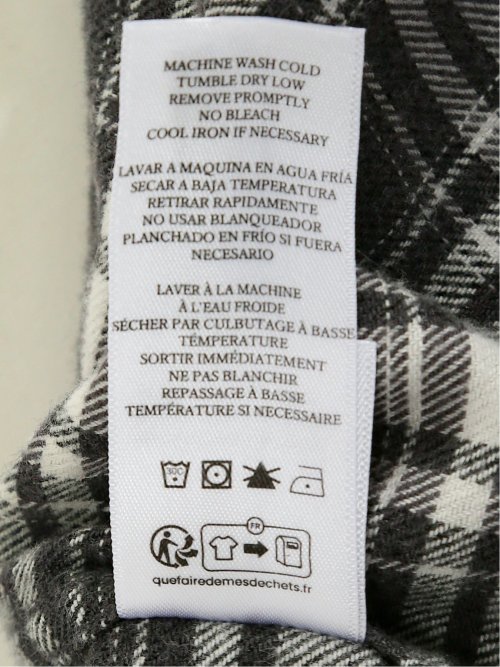 MACHINE WASH COLD
TUMBLE DRY LOW
REMOVE PROMPTLY
NO BLEACH
COOL IRON IF NECESSARY
LAVAR A MAQUINA EN AGUA FRÍA
SECAR A BAJA TEMPERATURA
RETIRAR RAPIDAMENTE
NO USAR BLANQUEADOR
PLANCHADO EN FRÍO SI FUERA
NECESARIO
LAVER À LA MACHINE
À L'EAU FROIDE
SÉCHER PAR CULBUTAGE À BASSE
TÉMPERATURE
SORTIR IMMÉDIATEMENT
NE PAS BLANCHIR
REPASSAGE À BASSE
TEMPÉRATURE SI NECESSAIRE
30C
FR
quefairedemesdechets.fr